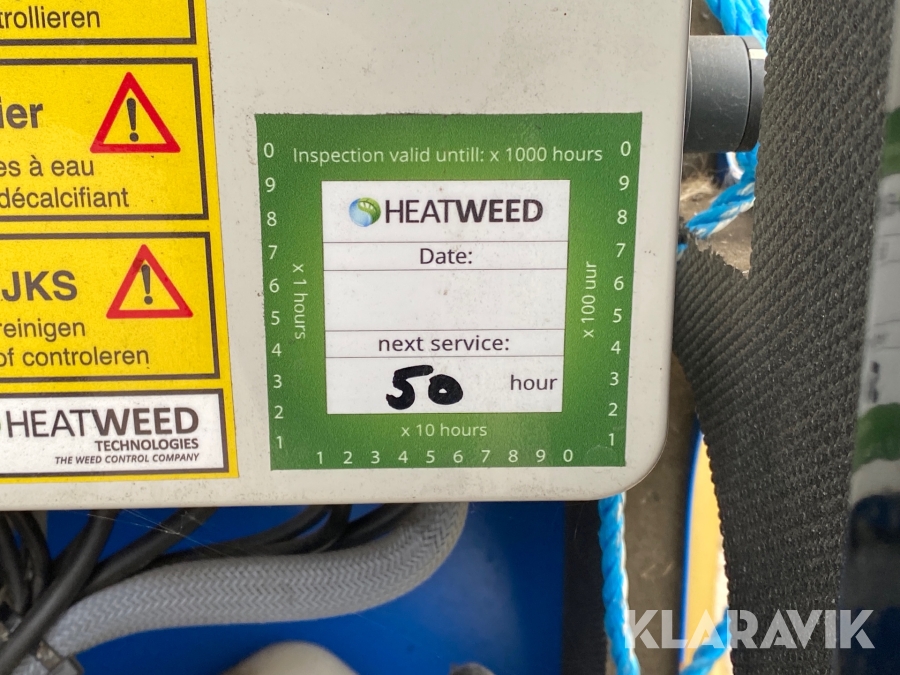 trollieren
ier
es à eau
décalcifiant
JKS
reinigen
of controleren
HEATWEED
TECHNOLOGIES
THE WEED CONTROL COMPANY
Inspection valid untill: x 1000 hours
0 9 8 7 6 5 4 3 2 1
x 1 hours
HEATWEED
Date:
next service:
50 hour
x 100 uur
0 9 8 7 6 5 4 3 2 1
x 10 hours
1 2 3 4 5 6 7 8 9 0
KLARAVIK